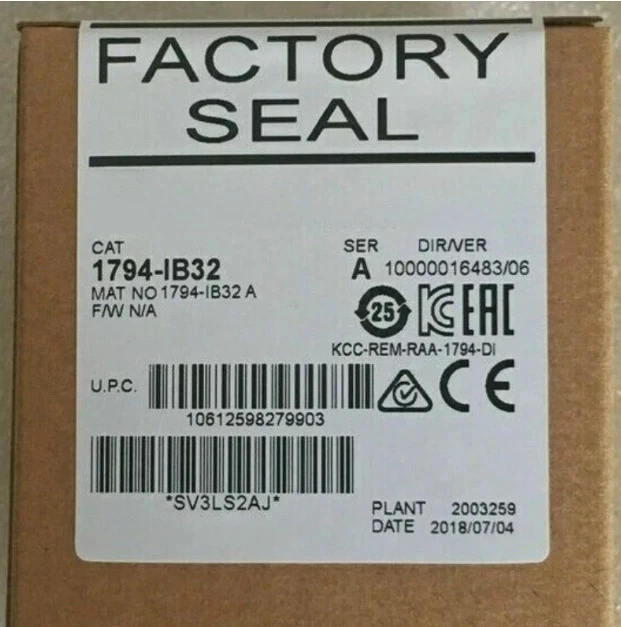 FACTORY
SEAL
CAT
1794-IB32
MAT NO 1794-IB32 A
F/W N/A
SER DIR/VER
A 10000016483/06
25 KC EAC
KCC-REM-RAA-1794-DI
U.P.C.
10612598279903
CE
*SV3LS2AJ*
PLANT 2003259
DATE 2018/07/04